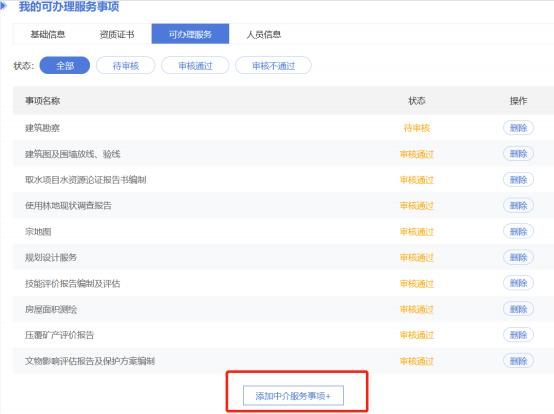 我的可办理服务事项
基础信息 资质证书 可办理服务 人员信息
状态： 全部 待审核 审核通过 审核不通过
事项名称 状态 操作
建筑勘察 待审核 删除
建筑图及围墙放线、验线 审核通过 删除
取水项目水资源论证报告书编制 审核通过 删除
使用林地现状调查报告 审核通过 删除
宗地图 审核通过 删除
规划设计服务 审核通过 删除
技能评价报告编制及评估 审核通过 删除
房屋面积测绘 审核通过 删除
压覆矿产评价报告 审核通过 删除
文物影响评估报告及保护方案编制 审核通过 删除
添加中介服务事项+